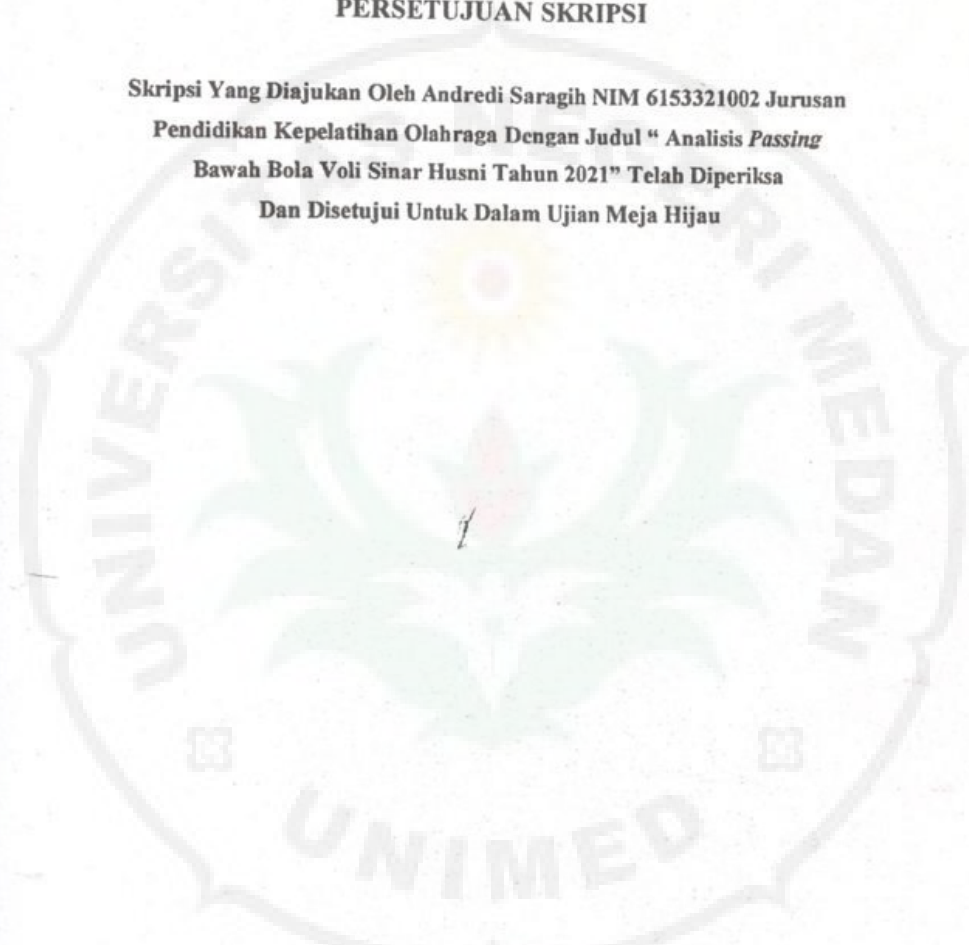 PERSETUJUAN SKRIPSI
Skripsi Yang Diajukan Oleh Andredi Saragih NIM 6153321002 Jurusan
Pendidikan Kepelatihan Olahraga Dengan Judul “ Analisis Passing
Bawah Bola Voli Sinar Husni Tahun 2021” Telah Diperiksa
Dan Disetujui Untuk Dalam Ujian Meja Hijau
UNIVERSITAS NEGERI MEDAN
UNIMED